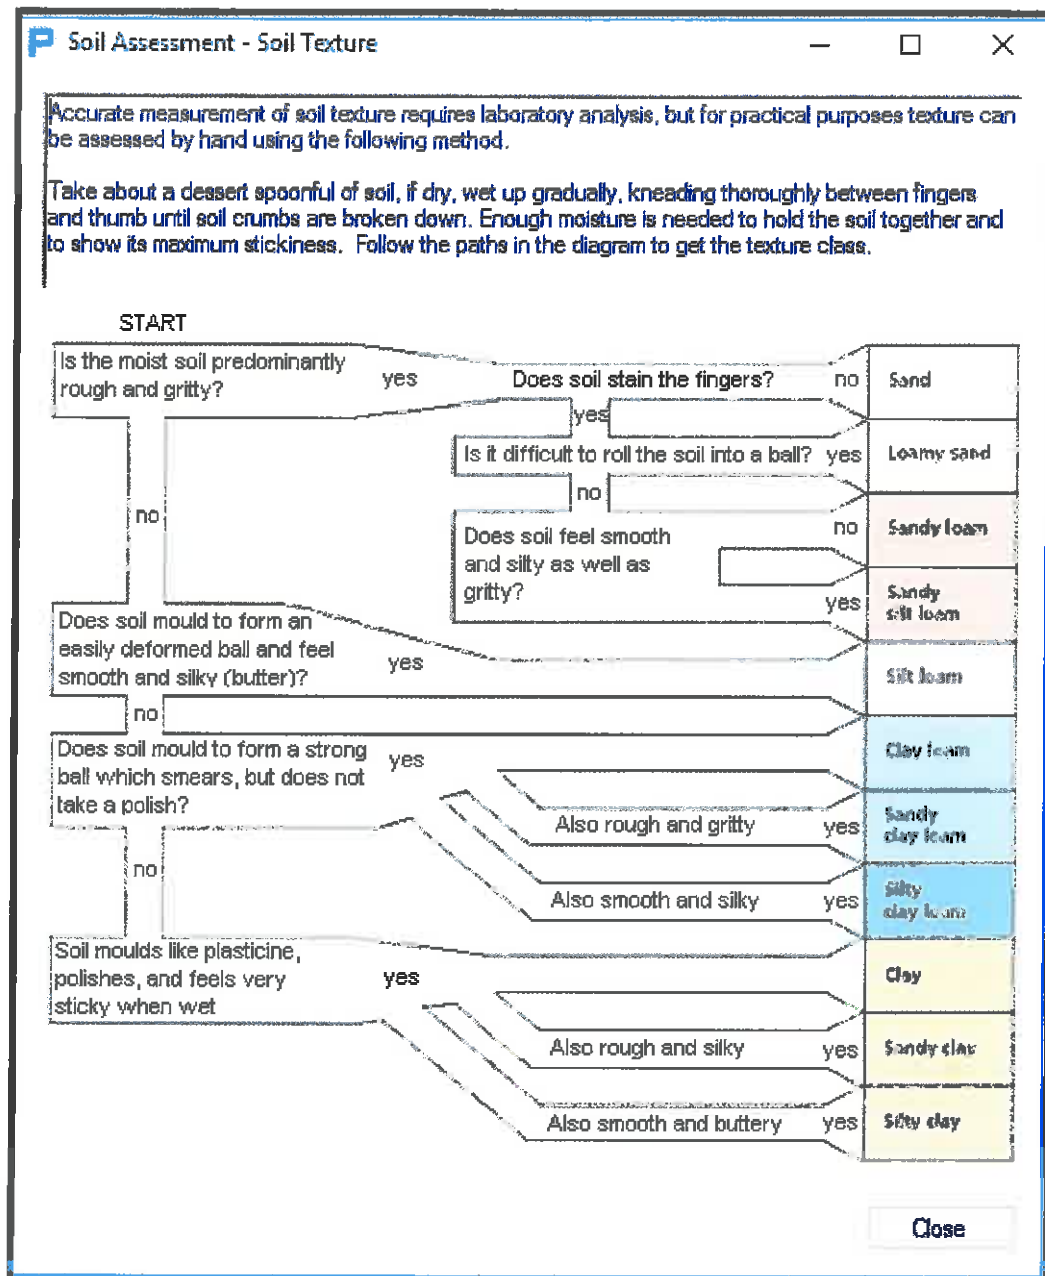 Soil Assessment - Soil Texture
Accurate measurement of soil texture requires laboratory analysis, but for practical purposes texture can
be assessed by hand using the following method.
Take about a dessert spoonful of soil, if dry, wet up gradually, kneading thoroughly between fingers
and thumb until soil crumbs are broken down. Enough moisture is needed to hold the soil together and
to show its maximum stickiness. Follow the paths in the diagram to get the texture class.
START
Is the moist soil predominantly
rough and gritty?
yes
Does soil stain the fingers?
no
Sand
yes
Is it difficult to roll the soil into a ball?
yes
Loamy sand
no
no
Does soil feel smooth
and silty as well as
gritty?
no
Sandy loam
yes
Sandy
silt loam
Does soil mould to form an
easily deformed ball and feel
smooth and silky (butter)?
yes
Silt loam
no
Does soil mould to form a strong
ball which smears, but does not
take a polish?
yes
Clay loam
Also rough and gritty
yes
Sandy
clay loam
no
Also smooth and silky
yes
Silty
clay loam
Soil moulds like plasticine,
polishes, and feels very
sticky when wet
yes
Clay
Also rough and silky
yes
Sandy clay
Also smooth and buttery
yes
Silty clay
Close